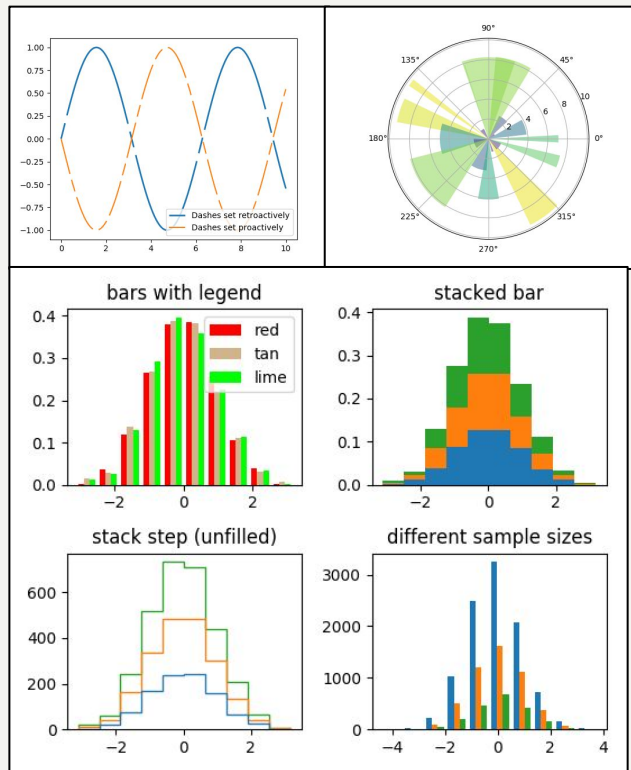 1.00
0.75
0.50
0.25
0.00
−0.25
−0.50
−0.75
−1.00
0 2 4 6 8 10
Dashes set retroactively
Dashes set proactively
90°
135° 45°
10
8
6
4
2
180° 0°
225° 315°
270°
bars with legend
0.4
0.3
0.2
0.1
0.0
red
tan
lime
−2 0 2
stacked bar
0.4
0.3
0.2
0.1
0.0
−2 0 2
stack step (unfilled)
600
400
200
0
−2 0 2
different sample sizes
3000
2000
1000
0
−4 −2 0 2 4